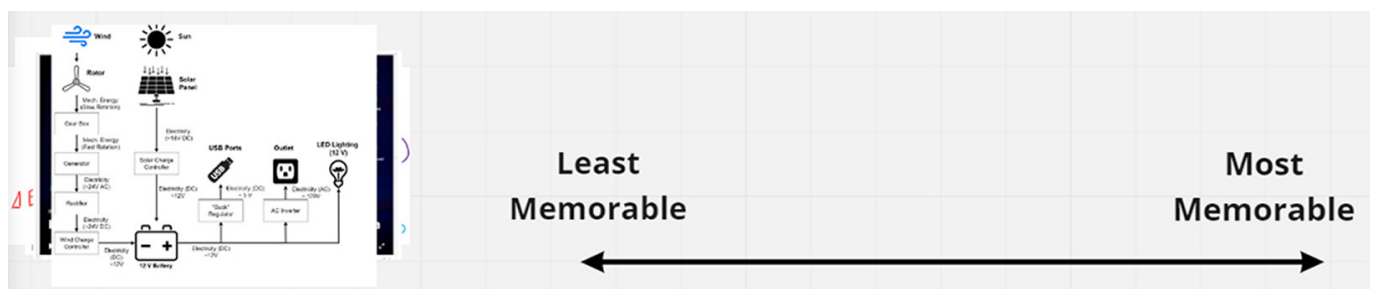 Wind
Sun
Rotor
Solar
Panel
Mech. Energy
(Slow Rotation)
Gear Box
Mech. Energy
(Fast Rotation)
Generator
Electricity
(~24V AC)
Rectifier
Electricity
(~24V DC)
Wind Charge
Controller
Electricity
(DC)
~12V
Electricity
(~18V DC)
Solar Charge
Controller
Electricity (DC)
~12V
12 V Battery
Electricity (DC)
~12V
USB Ports
USB
Electricity (DC)
~ 5 V
"Buck"
Regulator
Outlet
Electricity (AC)
AC Inverter
LED Lighting
(12 V)
Least
Memorable
Most
Memorable